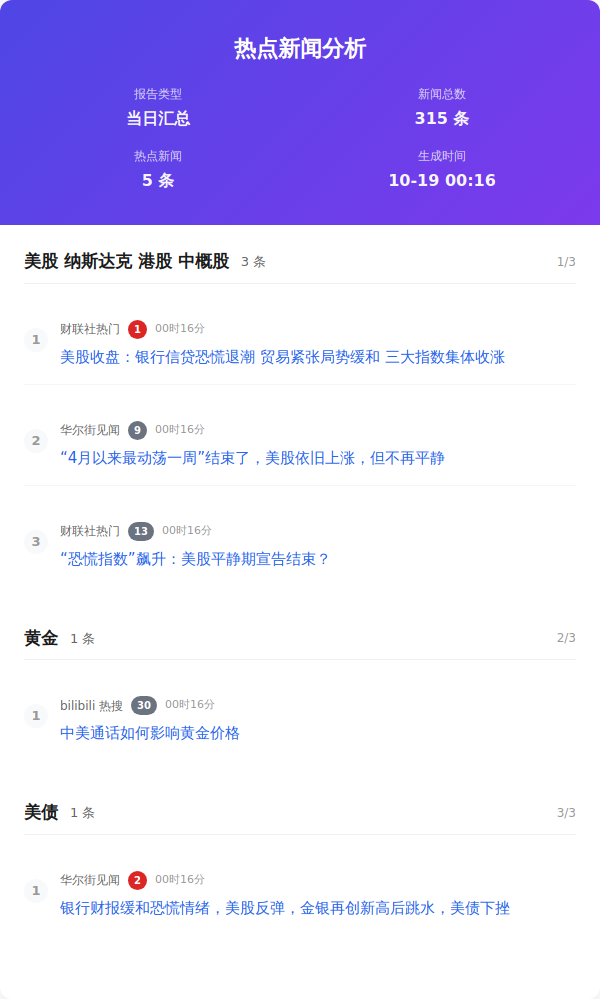 热点新闻分析
报告类型 新闻总数
当日汇总 315 条
热点新闻 生成时间
5 条 10-19 00:16
美股 纳斯达克 港股 中概股 3 条 1/3
1 财联社热门 1 00时16分
美股收盘：银行信贷恐慌退潮 贸易紧张局势缓和 三大指数集体收涨
2 华尔街见闻 9 00时16分
“4月以来最动荡一周”结束了，美股依旧上涨，但不再平静
3 财联社热门 13 00时16分
“恐慌指数”飙升：美股平静期宣告结束？
黄金 1 条 2/3
1 bilibili 热搜 30 00时16分
中美通话如何影响黄金价格
美债 1 条 3/3
1 华尔街见闻 2 00时16分
银行财报缓和恐慌情绪，美股反弹，金银再创新高后跳水，美债下挫